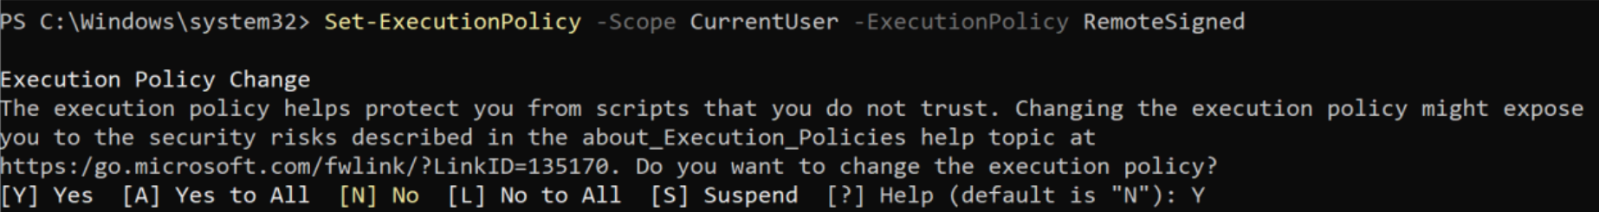 PS C:\Windows\system32> Set-ExecutionPolicy -Scope CurrentUser -ExecutionPolicy RemoteSigned
Execution Policy Change
The execution policy helps protect you from scripts that you do not trust. Changing the execution policy might expose
you to the security risks described in the about_Execution_Policies help topic at
https:/go.microsoft.com/fwlink/?LinkID=135170. Do you want to change the execution policy?
[Y] Yes  [A] Yes to All  [N] No  [L] No to All  [S] Suspend  [?] Help (default is "N"): Y